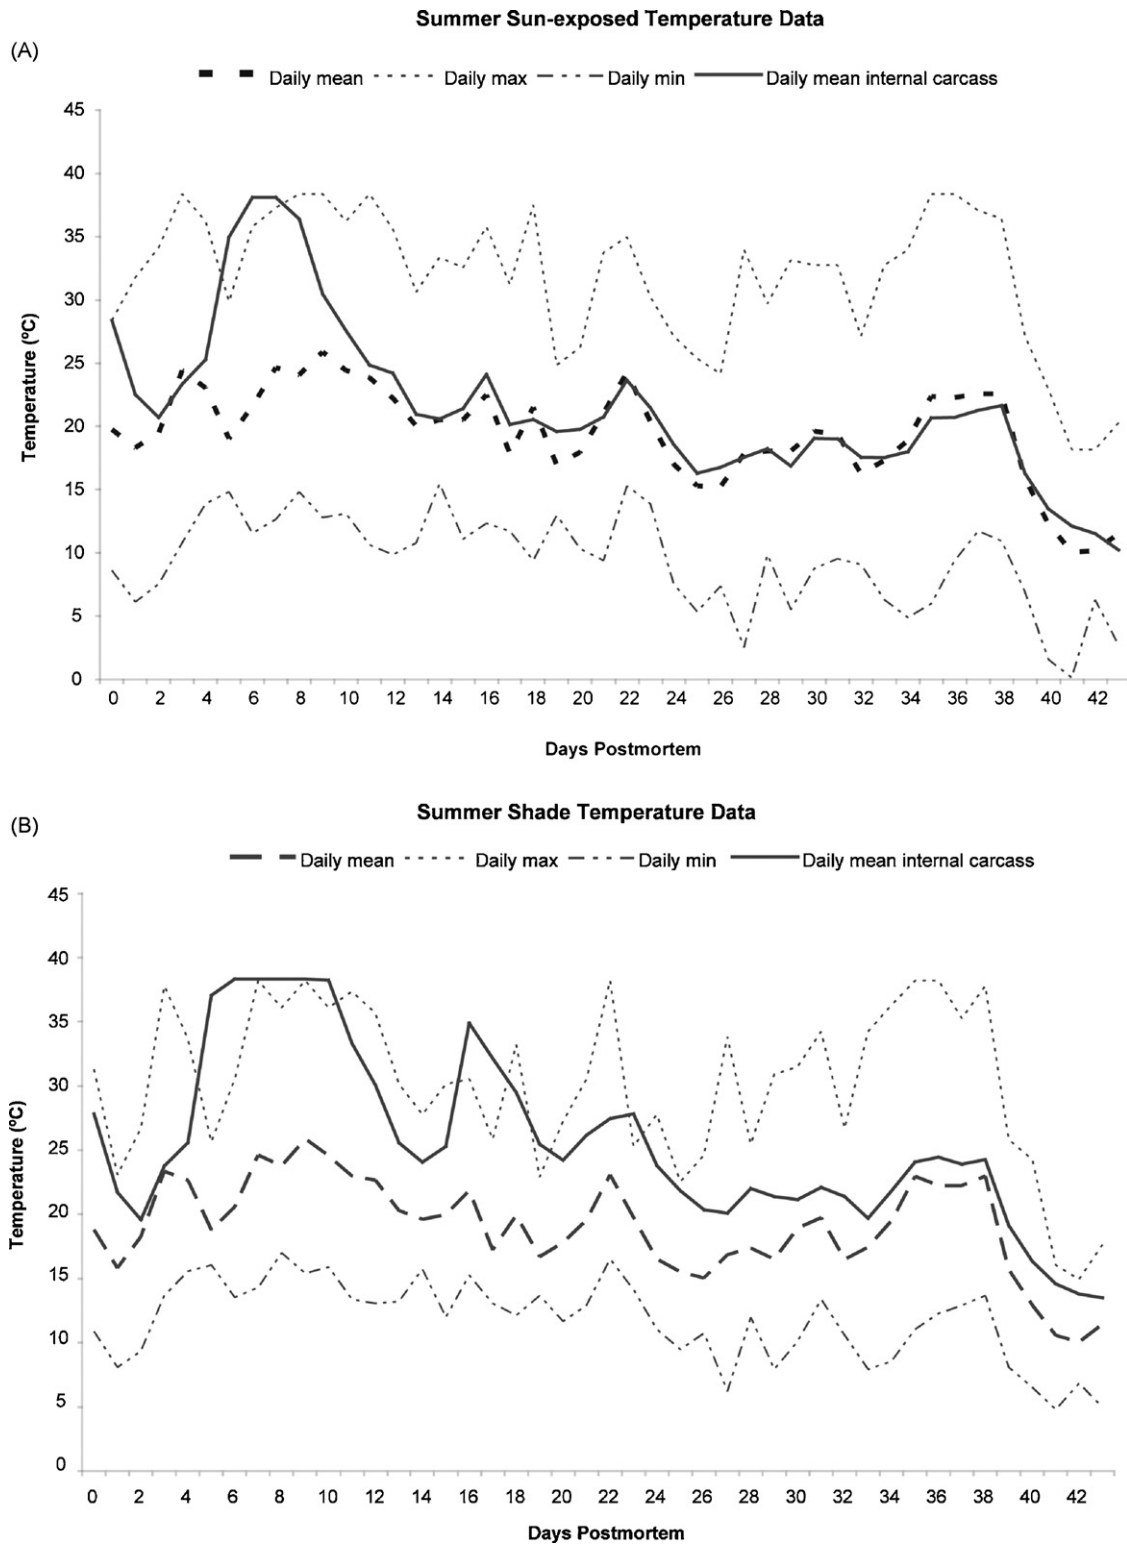 Summer Sun-exposed Temperature Data
(A)
Daily mean Daily max Daily min Daily mean internal carcass
45
40
35
30
25
20
15
10
5
0
Temperature (ºC)
0 2 4 6 8 10 12 14 16 18 20 22 24 26 28 30 32 34 36 38 40 42
Days Postmortem
Summer Shade Temperature Data
(B)
Daily mean Daily max Daily min Daily mean internal carcass
45
40
35
30
25
20
15
10
5
0
Temperature (ºC)
0 2 4 6 8 10 12 14 16 18 20 22 24 26 28 30 32 34 36 38 40 42
Days Postmortem